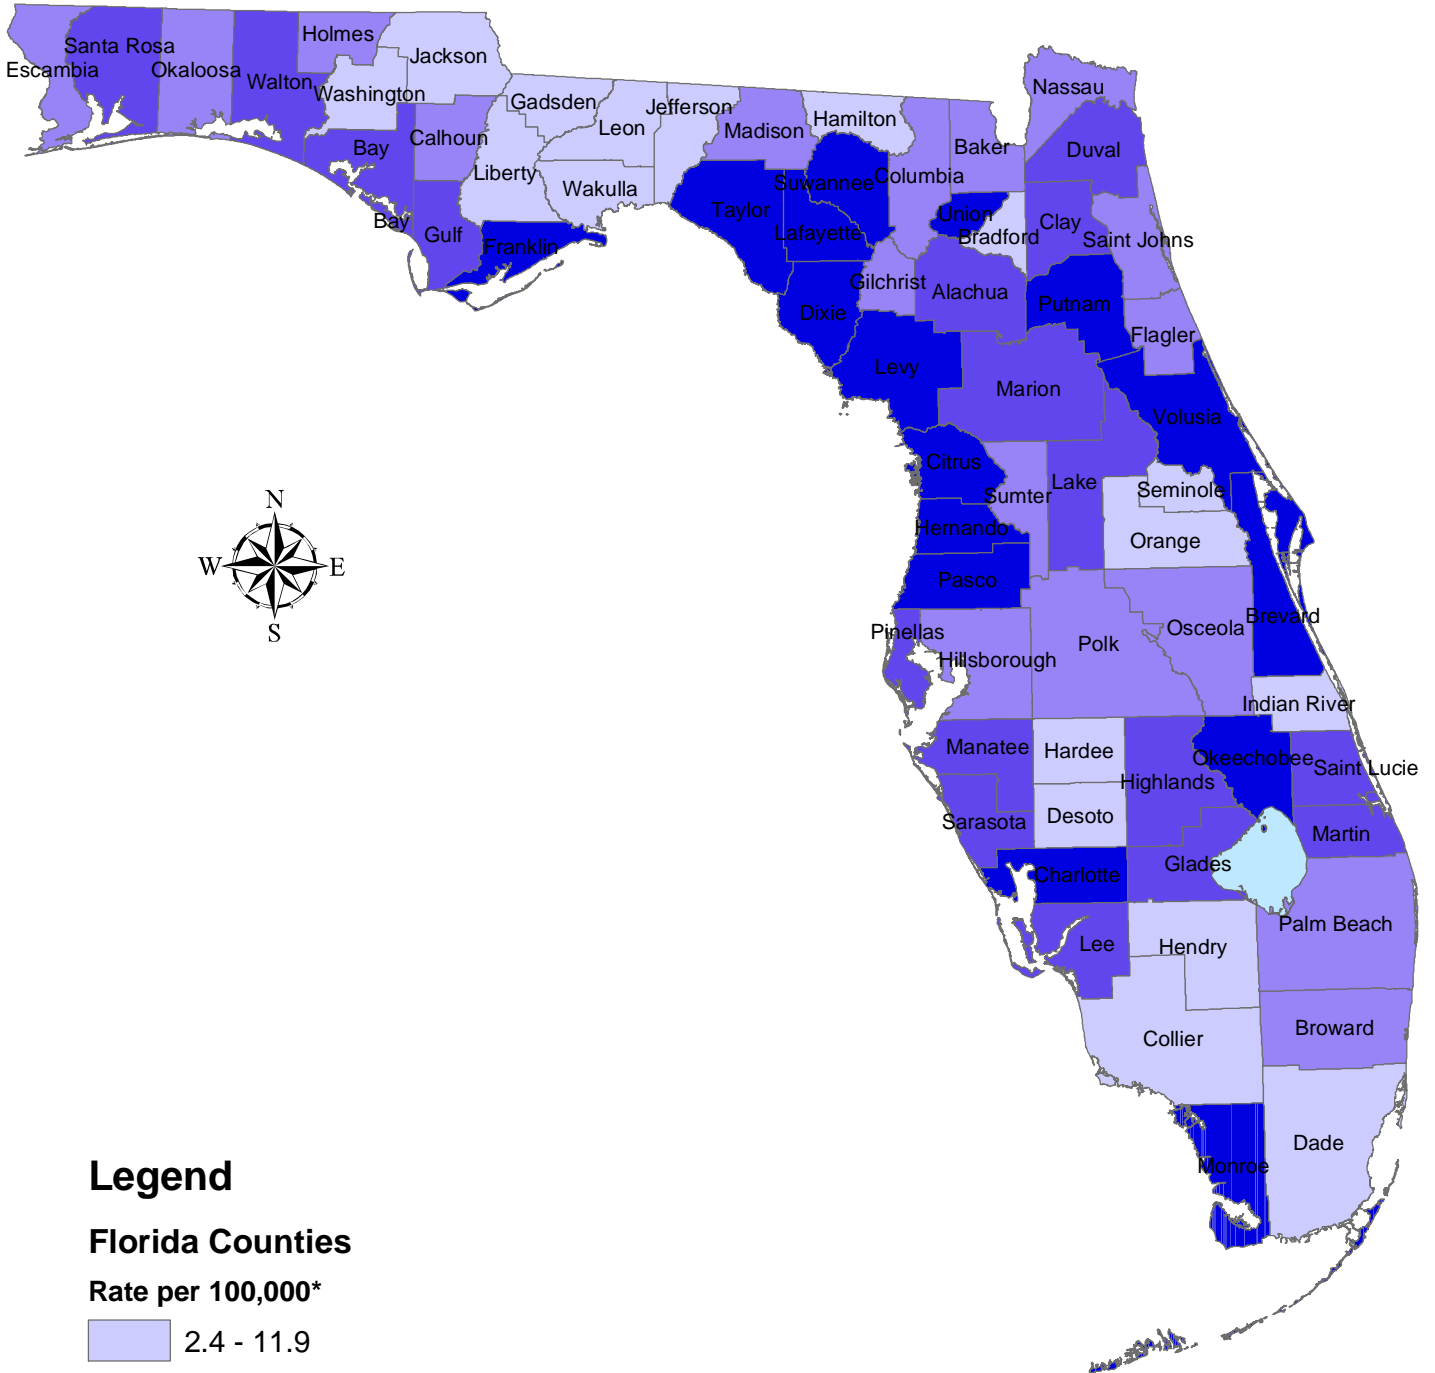 Holmes
Santa Rosa
Jackson
Escambia
Okaloosa
Walton
Washington
Nassau
Gadsden
Jefferson
Leon
Hamilton
Madison
Calhoun
Bay
Baker
Duval
Liberty
Wakulla
Suwannee
Columbia
Taylor
Union
Bay
Gulf
Franklin
Lafayette
Bradford
Clay
Saint Johns
Gilchrist
Alachua
Putnam
Dixie
Flagler
Levy
Marion
Volusia
Citrus
Sumter
Lake
Seminole
N
Hernando
Orange
W
E
Pasco
S
Brevard
Pinellas
Osceola
Polk
Hillsborough
Indian River
Manatee
Hardee
Okeechobee
Saint Lucie
Highlands
Sarasota
Desoto
Martin
Glades
Charlotte
Palm Beach
Lee
Hendry
Broward
Collier
Dade
Monroe
Legend
Florida Counties
Rate per 100,000*
2.4 - 11.9